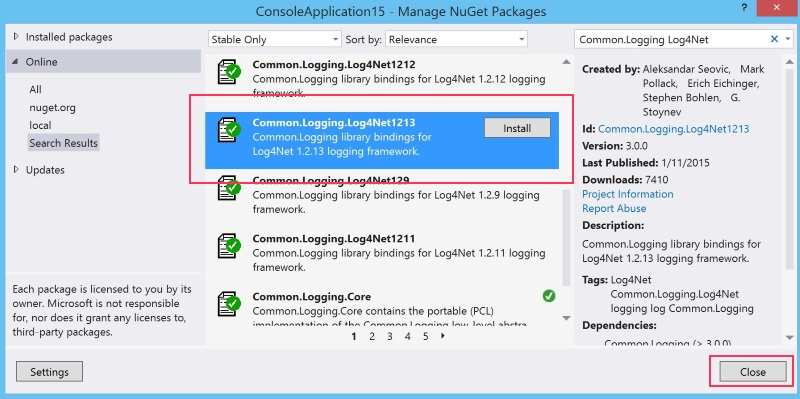 ConsoleApplication15 - Manage NuGet Packages
?
Installed packages
Online
All
nuget.org
local
Search Results
Updates
Each package is licensed to you by its
owner. Microsoft is not responsible
for, nor does it grant any licenses to,
third-party packages.
Settings
Stable Only
Sort by: Relevance
Common.Logging.Log4Net1212
Common.Logging library bindings for Log4Net 1.2.12 logging
framework.
Common.Logging.Log4Net1213
Install
Common.Logging library bindings for
Log4Net 1.2.13 logging framework.
Common.Logging.Log4Net129
Common.Logging library bindings for Log4Net 1.2.9 logging
framework.
Common.Logging.Log4Net1211
Common.Logging library bindings for Log4Net 1.2.11 logging
framework.
Common.Logging.Core
Common.Logging.Core contains the portable (PCL)
implementation of the Common.Logging low-level abstra
1 2 3 4 5
Common.Logging Log4Net
Created by: Aleksandar Seovic, Mark
Pollack, Erich Eichinger,
Stephen Bohlen, G.
Stoynev
Id: Common.Logging.Log4Net1213
Version: 3.0.0
Last Published: 1/11/2015
Downloads: 7410
Project Information
Report Abuse
Description:
Common.Logging library bindings for
Log4Net 1.2.13 logging framework.
Tags: Log4Net
Common.Logging.Log4Net
logging log Common.Logging
Dependencies:
Common.Logging (≥ 3.0.0)
Close